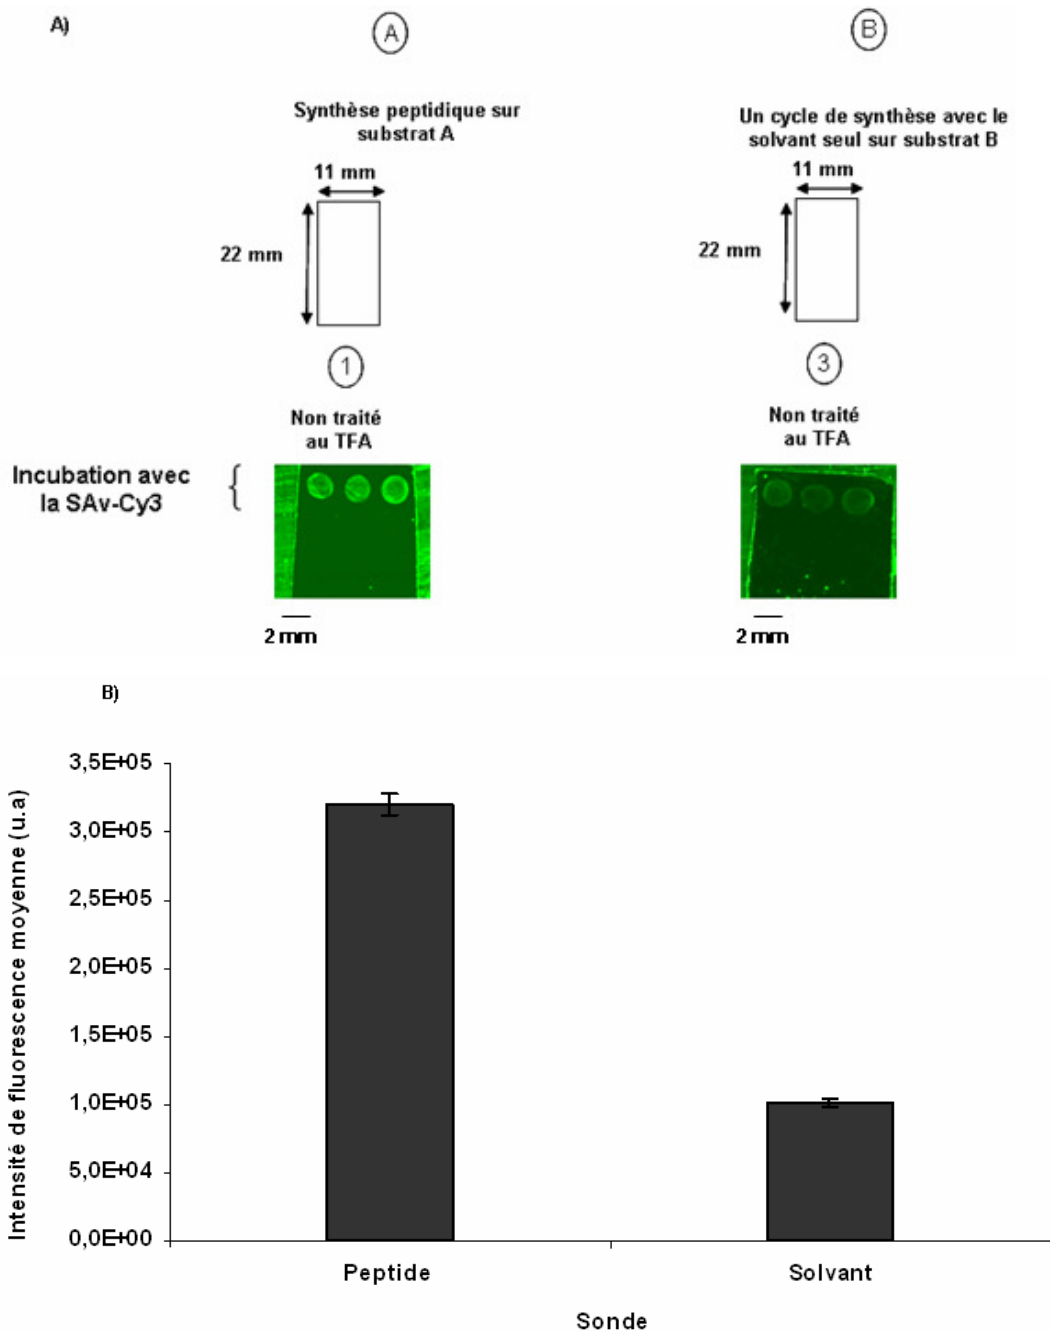 A)
A
B
Synthèse peptidique sur
substrat A
Un cycle de synthèse avec le
solvant seul sur substrat B
11 mm
11 mm
22 mm
22 mm
1
3
Non traité
au TFA
Non traité
au TFA
Incubation avec
la SAv-Cy3
2 mm
2 mm
B)
Intensité de fluorescence moyenne (u.a)
3,5E+05
3,0E+05
2,5E+05
2,0E+05
1,5E+05
1,0E+05
5,0E+04
0,0E+00
Peptide
Solvant
Sonde